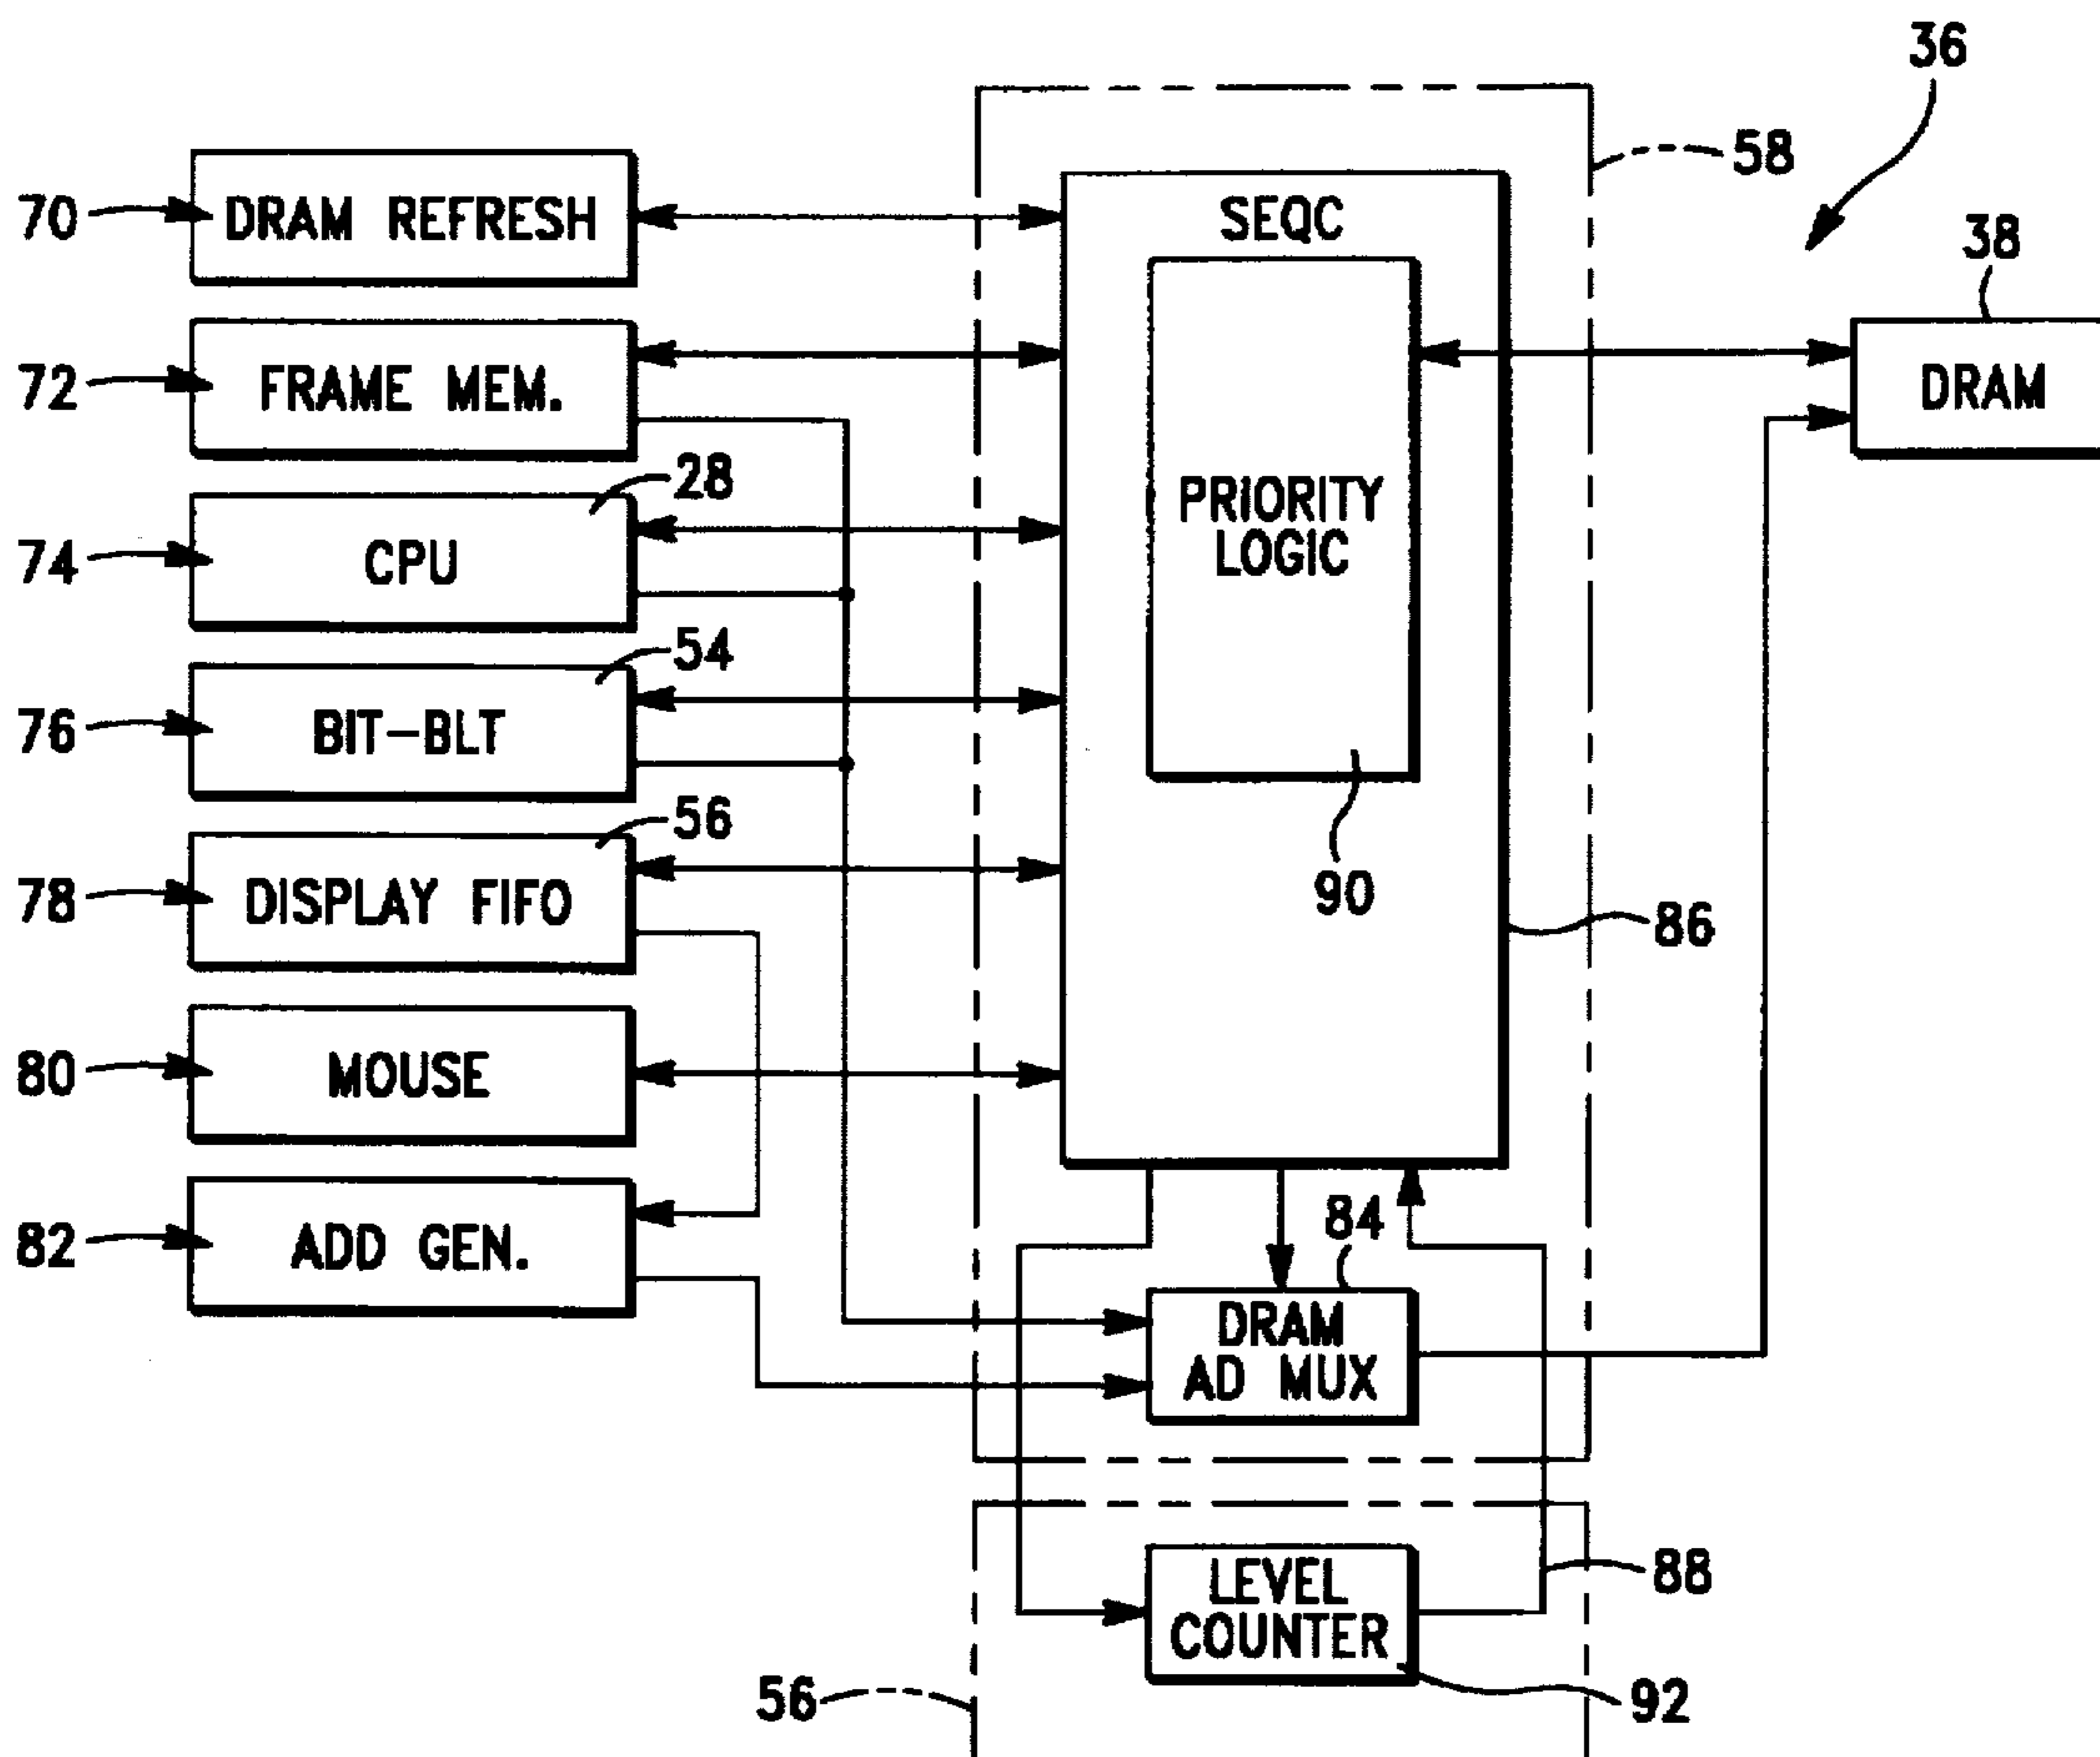 36
58
70
DRAM REFRESH
SEQC
38
72
FRAME MEM.
DRAM
28
PRIORITY
LOGIC
74
CPU
54
76
BIT-BLT
56
90
78
DISPLAY FIFO
86
80
MOUSE
84
82
ADD GEN.
DRAM
AD MUX
88
LEVEL
COUNTER
56
92